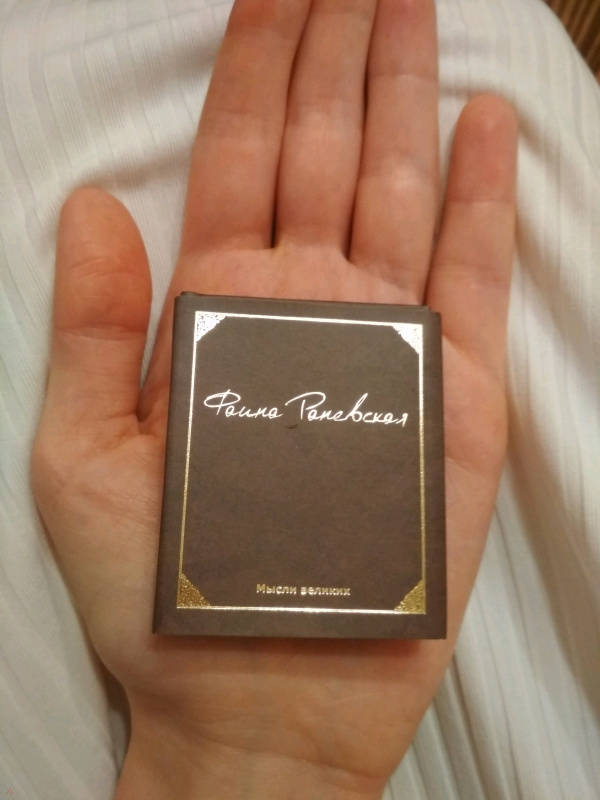 Фаина Раневская
Мысли великих